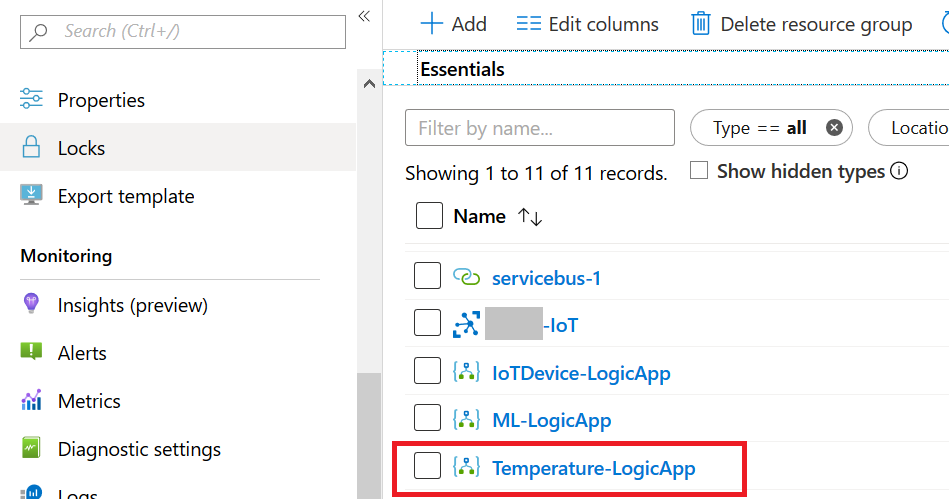 Search (Ctrl+/)
Properties
Locks
Export template
Monitoring
Insights (preview)
Alerts
Metrics
Diagnostic settings
Logs
Add Edit columns Delete resource group
Essentials
Filter by name... Type == all Locatio
Showing 1 to 11 of 11 records. Show hidden types
Name
servicebus-1
-IoT
IoTDevice-LogicApp
ML-LogicApp
Temperature-LogicApp